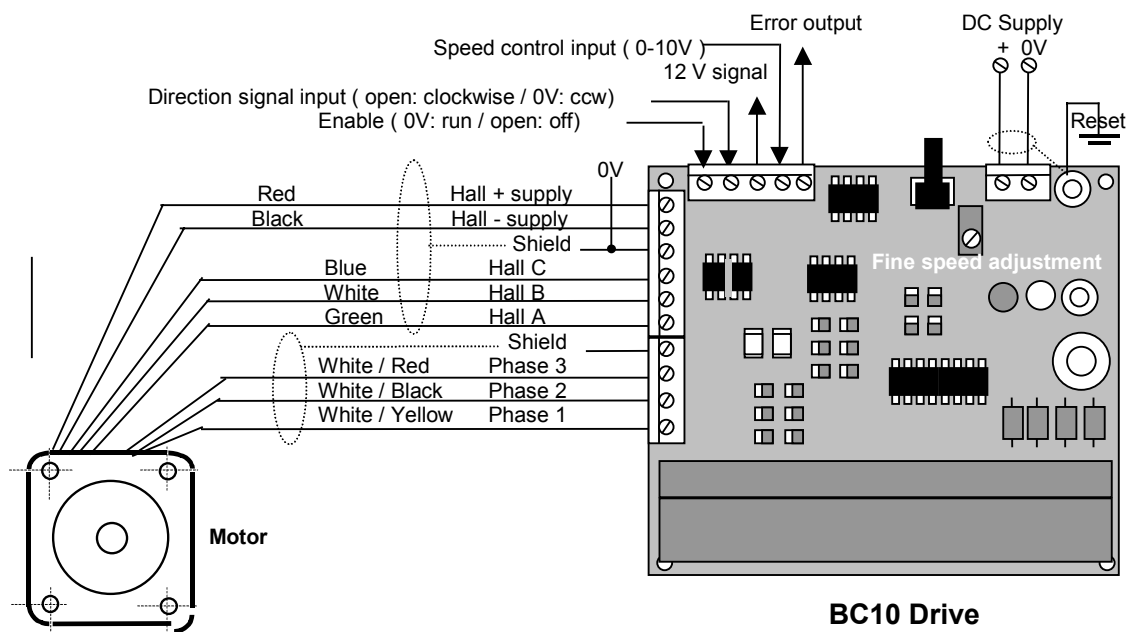 Error output
DC Supply
Speed control input ( 0-10V )
+ 0V
12 V signal
Direction signal input ( open: clockwise / 0V: ccw)
Enable ( 0V: run / open: off)
Reset
0V
Red Hall + supply
Black Hall - supply
Shield
Blue Hall C
White Hall B
Green Hall A
Shield
White / Red Phase 3
White / Black Phase 2
White / Yellow Phase 1
Fine speed adjustment
Motor
BC10 Drive